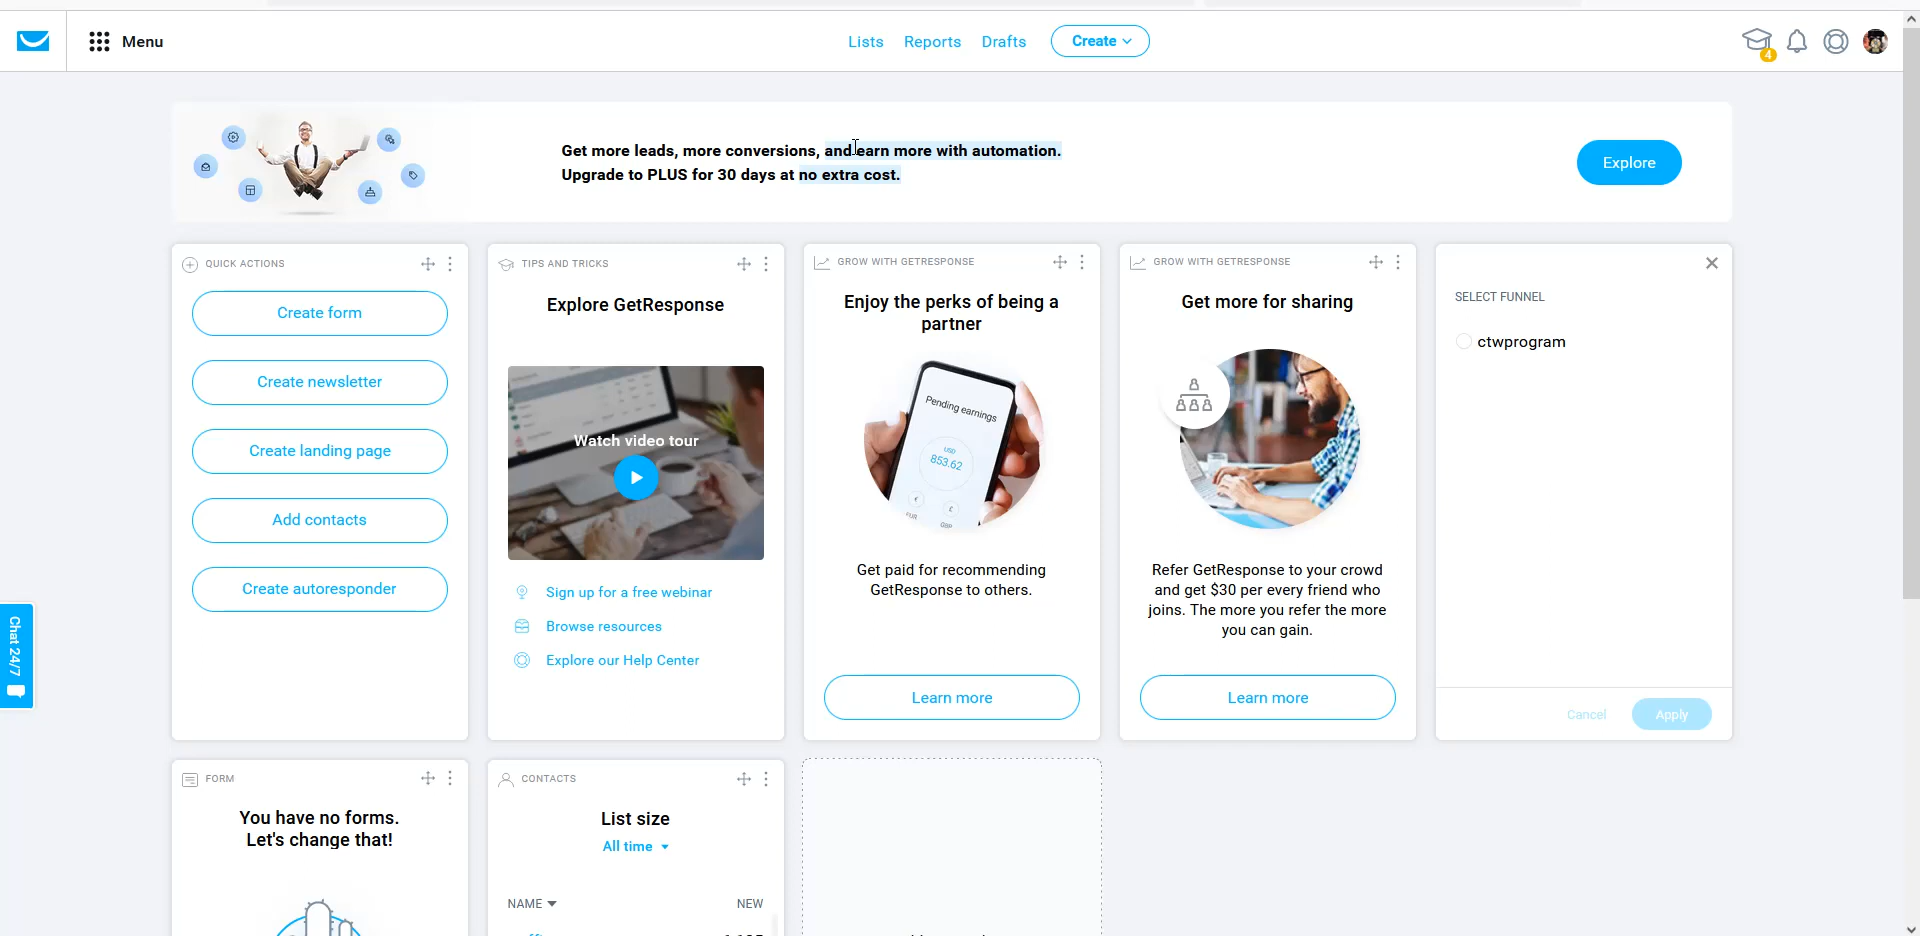 Menu
Lists
Reports
Drafts
Create
4
Get more leads, more conversions, and earn more with automation.
Upgrade to PLUS for 30 days at no extra cost.
Explore
QUICK ACTIONS
Create form
Create newsletter
Create landing page
Add contacts
Create autoresponder
TIPS AND TRICKS
Explore GetResponse
Watch video tour
Sign up for a free webinar
Browse resources
Explore our Help Center
GROW WITH GETRESPONSE
Enjoy the perks of being a
partner
Pending earnings
USD
853.62
€
£
EUR
GBP
Get paid for recommending
GetResponse to others.
Learn more
GROW WITH GETRESPONSE
Get more for sharing
Refer GetResponse to your crowd
and get $30 per every friend who
joins. The more you refer the more
you can gain.
Learn more
SELECT FUNNEL
ctwprogram
Cancel
Apply
Chat 24/7
FORM
You have no forms.
Let's change that!
CONTACTS
List size
All time
NAME
NEW